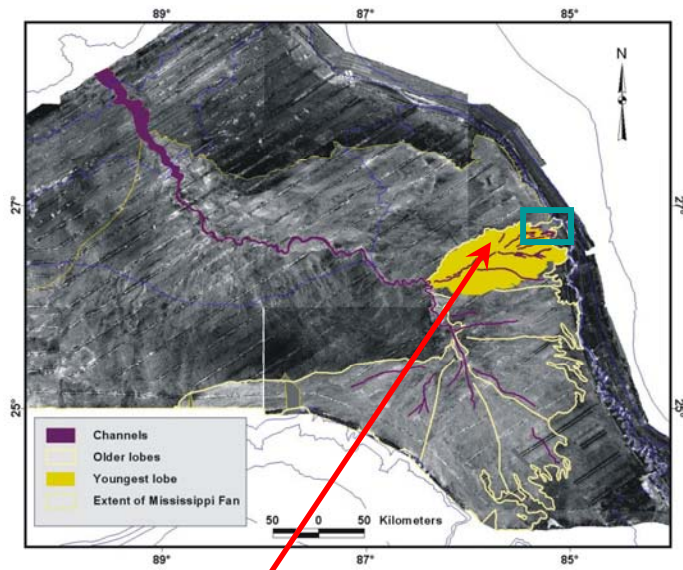 89° 87° 85°
N
27° 27°
25° 25°
Channels
Older lobes
Youngest lobe
Extent of Mississippi Fan
50 0 50 Kilometers
89° 87° 85°